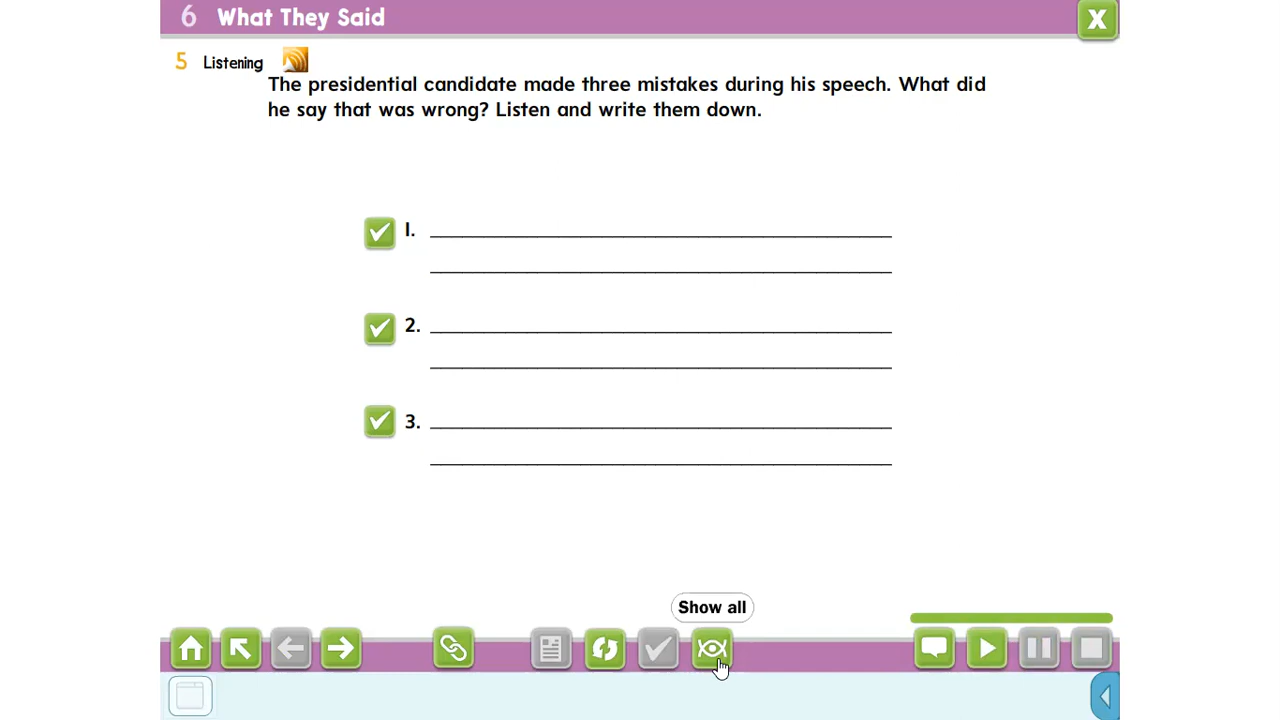 6 What They Said
X
5 Listening
The presidential candidate made three mistakes during his speech. What did
he say that was wrong? Listen and write them down.
1.
2.
3.
Show all